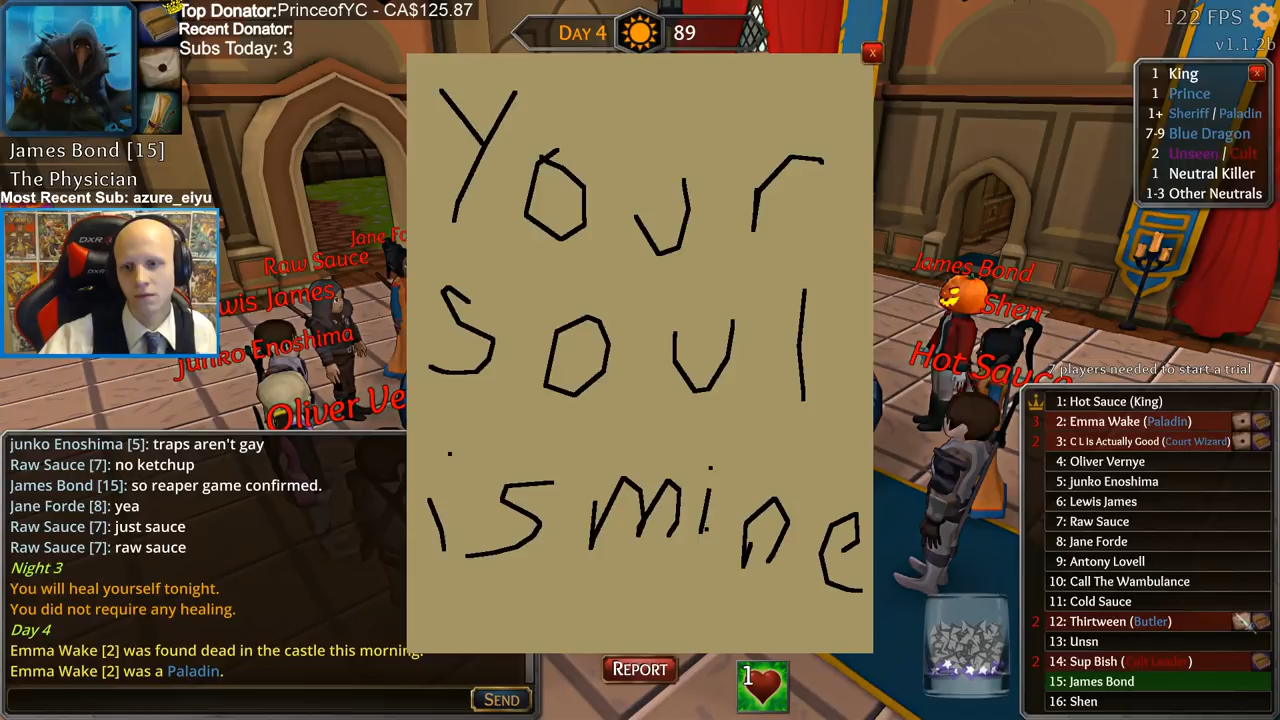 Top Donator:PrinceofYC - CA$125.87
Recent Donator:
Subs Today: 3
DAY 4 89
122 FPS
v1.1.2b
James Bond [15]
The Physician
Most Recent Sub: azure_eiyu
DXR
Your
Soul
is mine
x
1 King
1 Prince
1+ Sheriff / Paladin
7-9 Blue Dragon
2 Unseen / Cult
1 Neutral Killer
1-3 Other Neutrals
Jane Fo
Raw Sauce
wis James
Junko Enoshima
Oliver Ve
James Bond
Shen
Hot Sauce
7 players needed to start a trial
junko Enoshima [5]: traps aren't gay
Raw Sauce [7]: no ketchup
James Bond [15]: so reaper game confirmed.
Jane Forde [8]: yea
Raw Sauce [7]: just sauce
Raw Sauce [7]: raw sauce
Night 3
You will heal yourself tonight.
You did not require any healing.
Day 4
Emma Wake [2] was found dead in the castle this morning.
Emma Wake [2] was a Paladin.
SEND
REPORT
1
1: Hot Sauce (King)
3 2: Emma Wake (Paladin)
2 3: C L Is Actually Good (Court Wizard)
4: Oliver Vernye
5: junko Enoshima
6: Lewis James
7: Raw Sauce
8: Jane Forde
9: Antony Lovell
10: Call The Wambulance
11: Cold Sauce
2 12: Thirtween (Butler)
13: Unsn
2 14: Sup Bish (Cult Leader)
15: James Bond
16: Shen